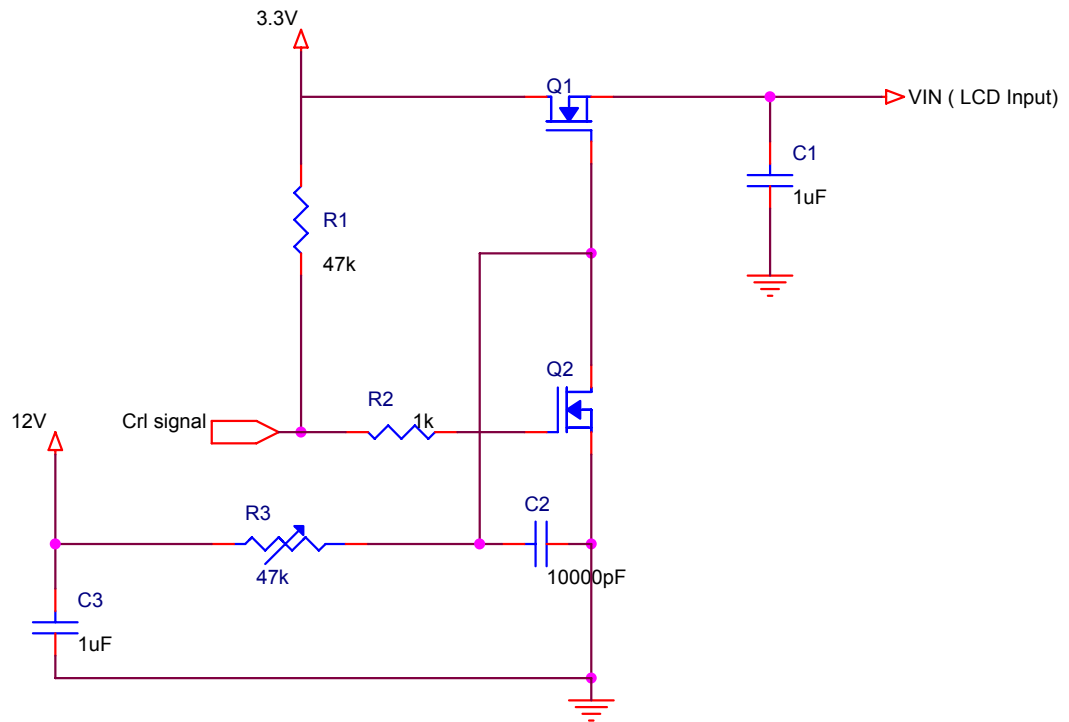 3.3V
Q1
VIN ( LCD Input)
C1
1uF
R1
47k
Q2
12V
Crl signal
R2
1k
R3
47k
C2
10000pF
C3
1uF